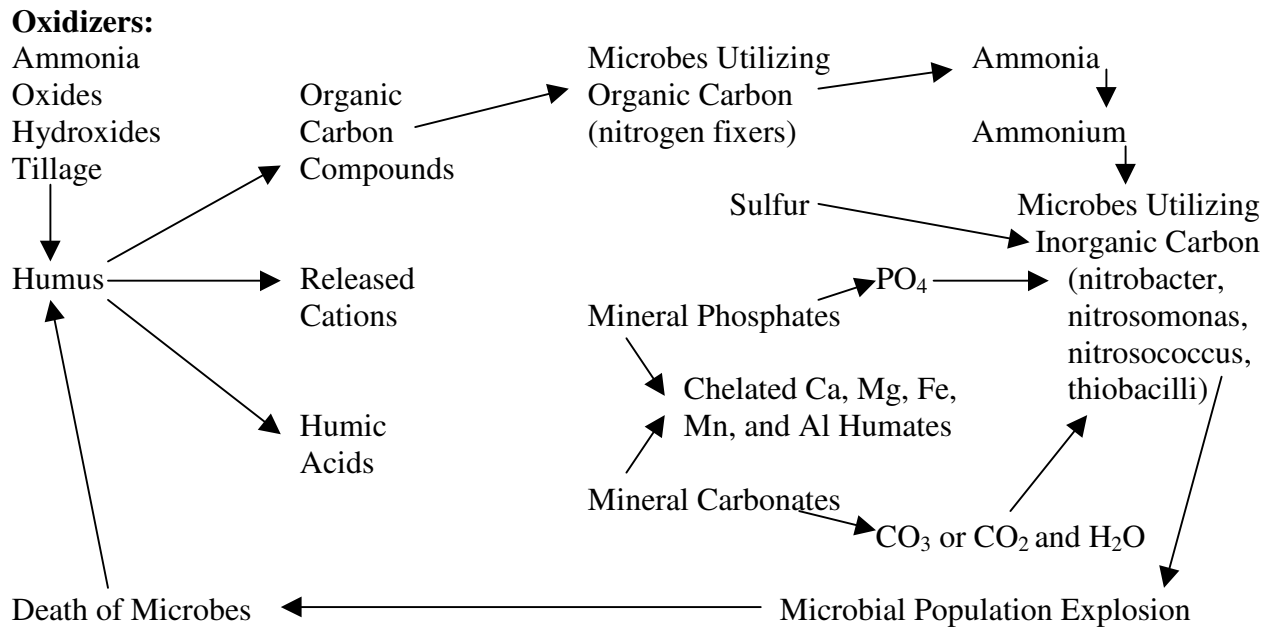 Oxidizers:
Ammonia
Oxides
Hydroxides
Tillage
Humus
Organic
Carbon
Compounds
Released
Cations
Humic
Acids
Microbes Utilizing
Organic Carbon
(nitrogen fixers)
Ammonia
Ammonium
Sulfur
Microbes Utilizing
Inorganic Carbon
(nitrobacter,
nitrosomonas,
nitrosococcus,
thiobacilli)
PO₄
Mineral Phosphates
Chelated Ca, Mg, Fe,
Mn, and Al Humates
Mineral Carbonates
CO₃ or CO₂ and H₂O
Death of Microbes
Microbial Population Explosion